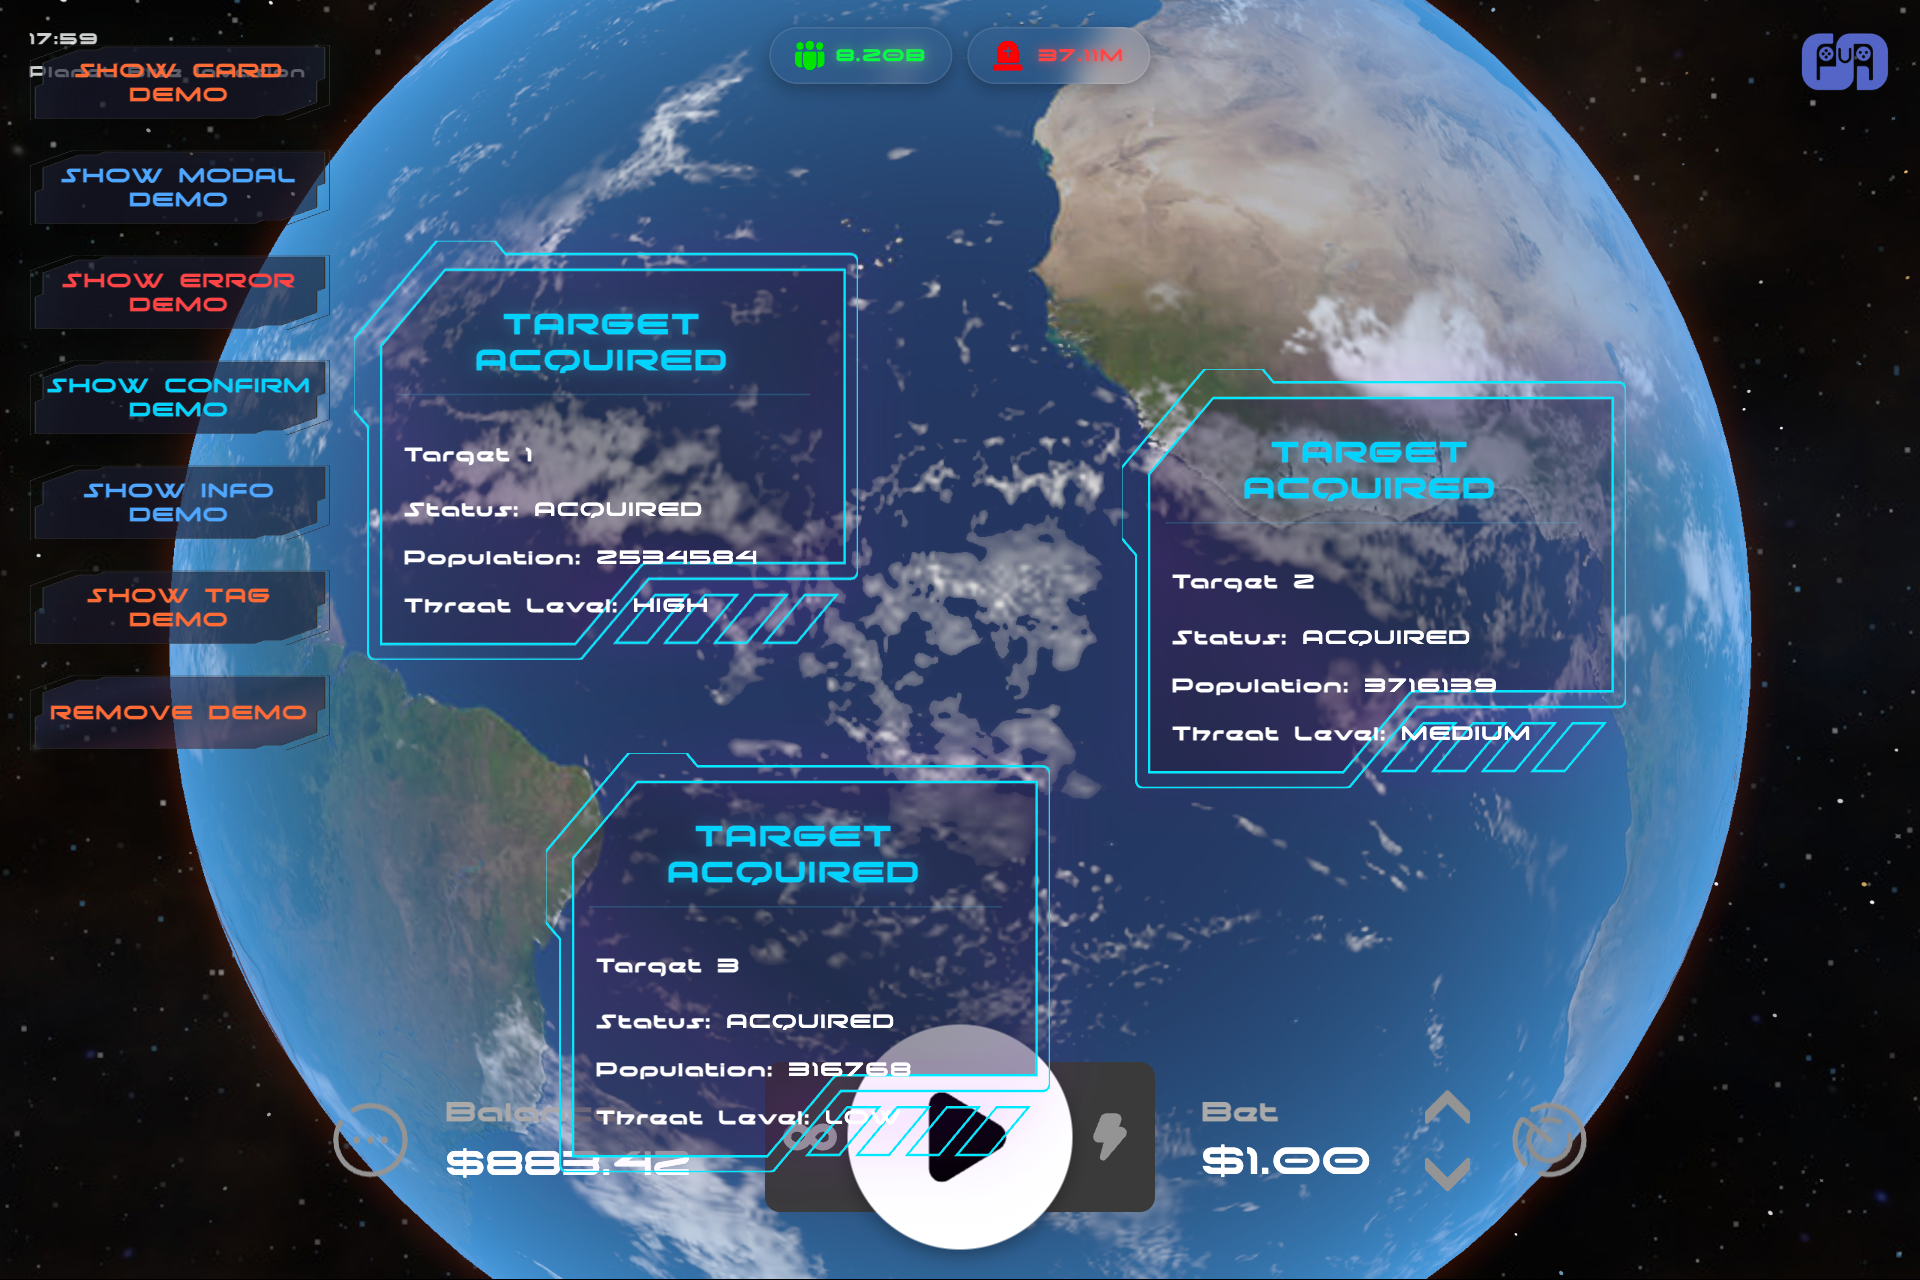 17:59
SHOW CARD
DEMO
8.20B
37.11M
SHOW MODAL
DEMO
SHOW ERROR
DEMO
SHOW CONFIRM
DEMO
SHOW INFO
DEMO
SHOW TAG
DEMO
REMOVE DEMO
TARGET
ACQUIRED
Target 1
Status: ACQUIRED
Population: 2534584
Threat Level: HIGH
TARGET
ACQUIRED
Target 2
Status: ACQUIRED
Population: 3716139
Threat Level: MEDIUM
TARGET
ACQUIRED
Target 3
Status: ACQUIRED
Population: 316768
Threat Level: LOW
$883.42
Bet
$1.00